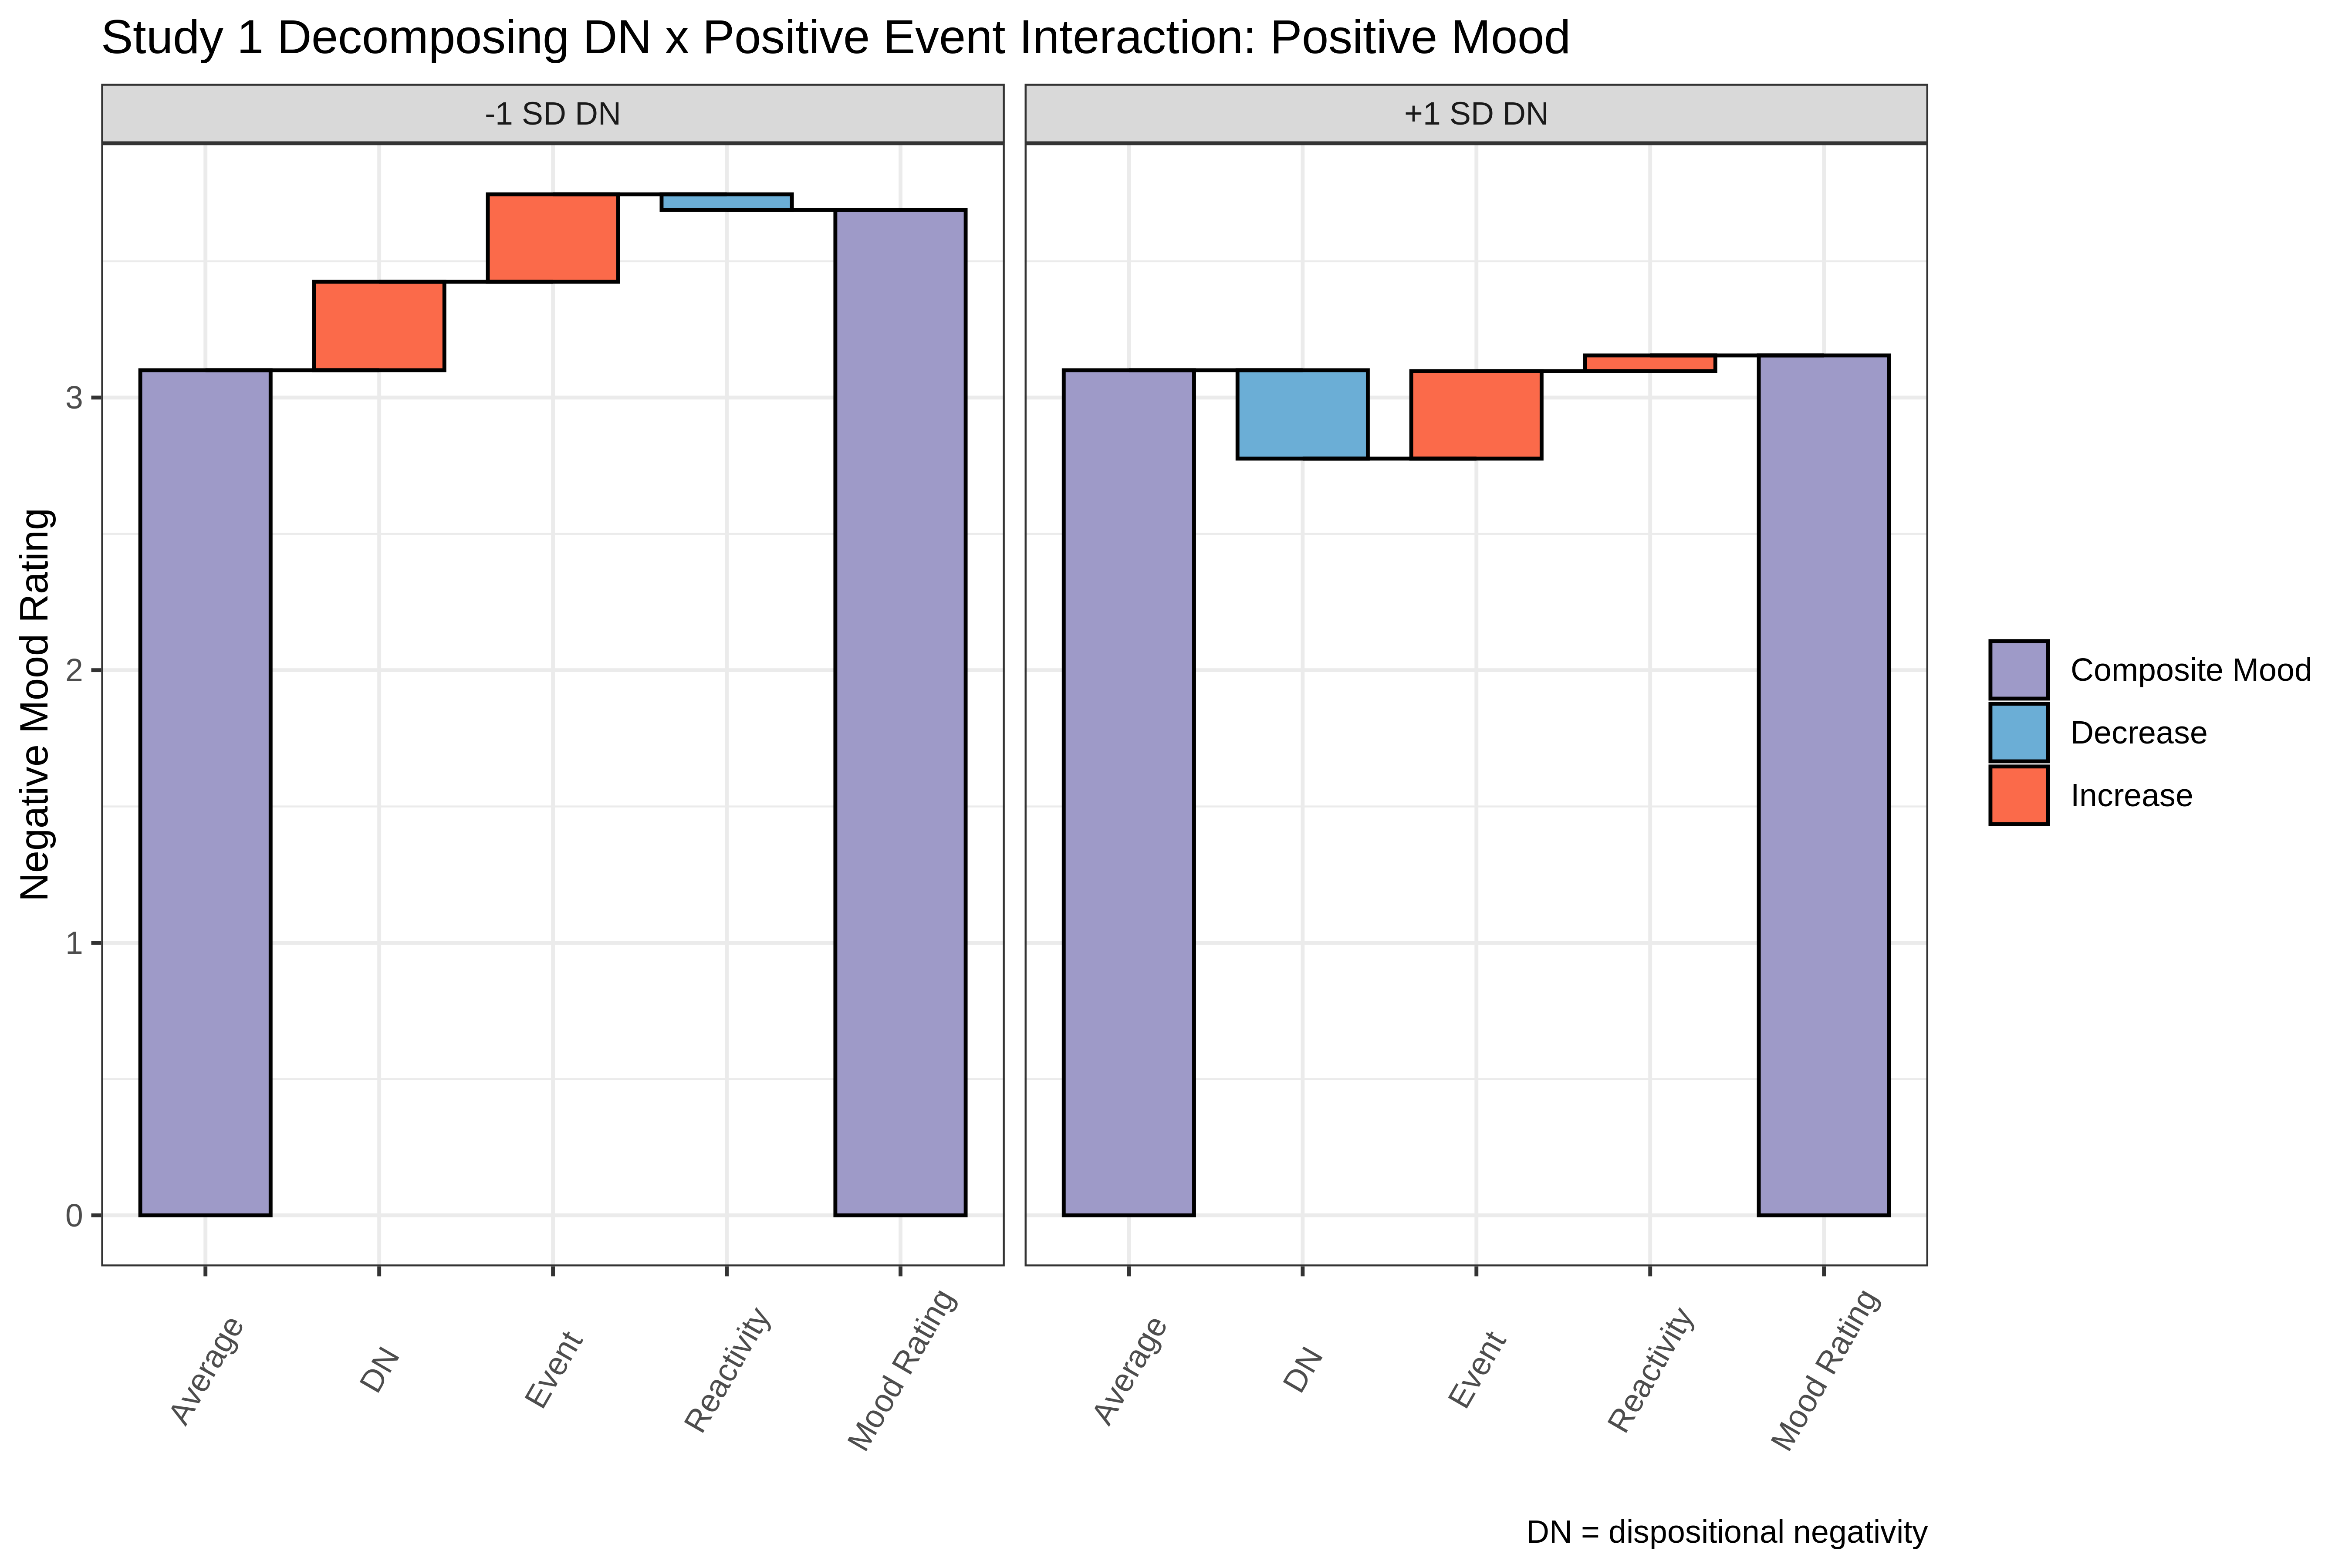 Study 1 Decomposing DN x Positive Event Interaction: Positive Mood
-1 SD DN
+1 SD DN
Negative Mood Rating
3
2
1
0
Average
DN
Event
Reactivity
Mood Rating
Average
DN
Event
Reactivity
Mood Rating
Composite Mood
Decrease
Increase
DN = dispositional negativity